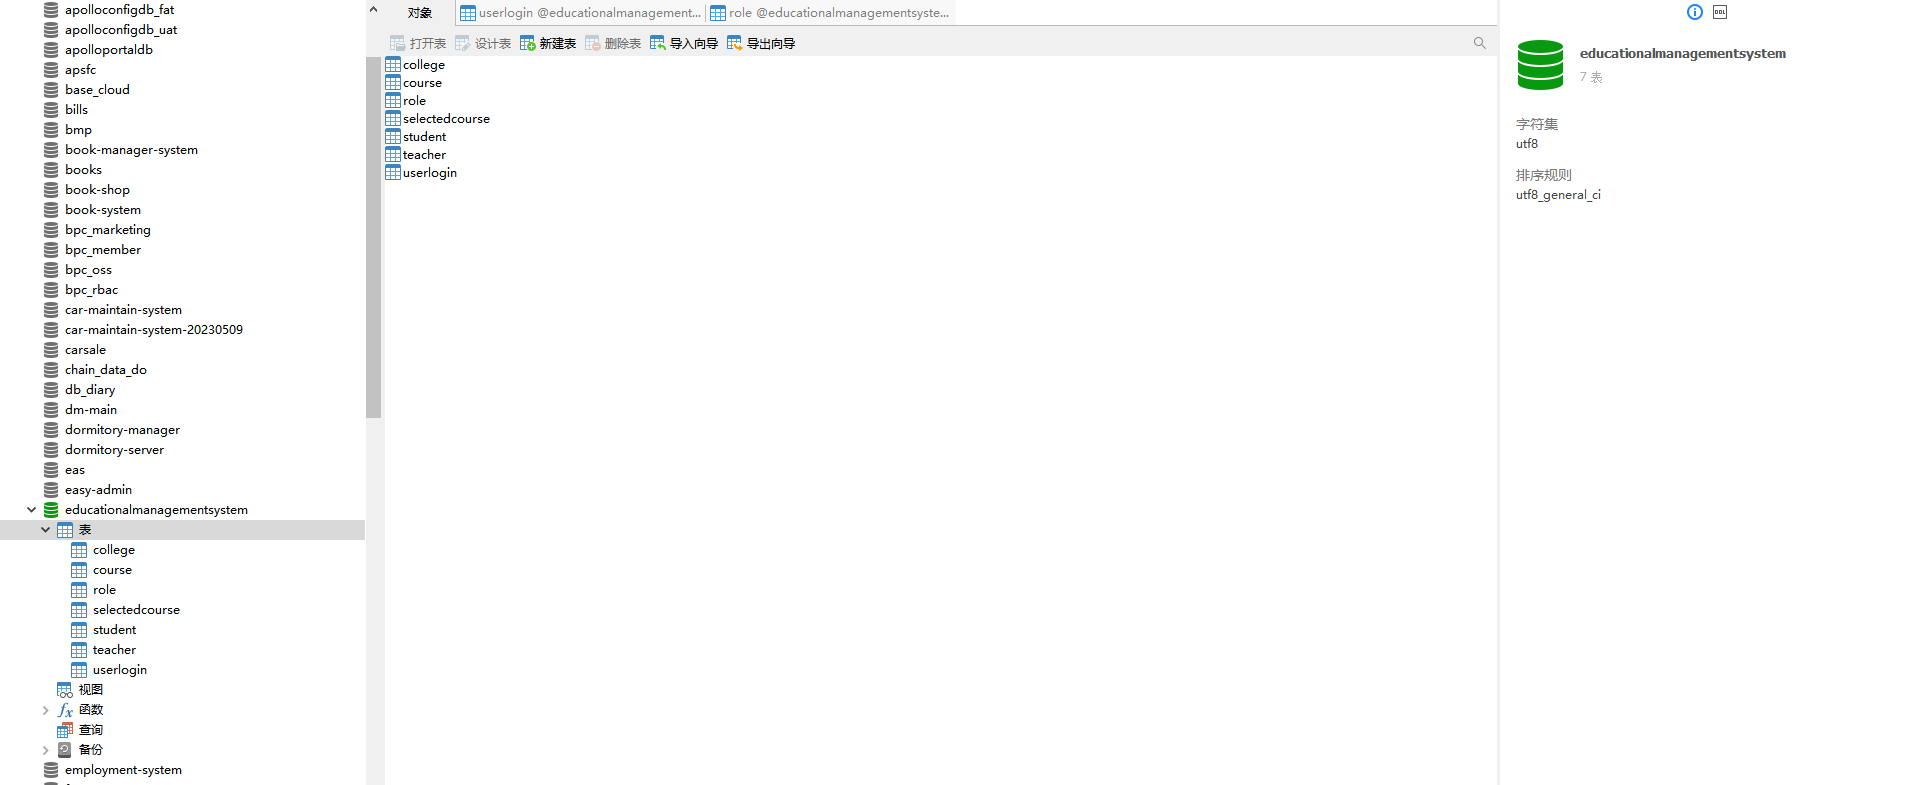 apolloconfigdb_fat
apolloconfigdb_uat
apolloportaldb
apsfc
base_cloud
bills
bmp
book-manager-system
books
book-shop
book-system
bpc_marketing
bpc_member
bpc_oss
bpc_rbac
car-maintain-system
car-maintain-system-20230509
carsale
chain_data_do
db_diary
dm-main
dormitory-manager
dormitory-server
eas
easy-admin
educationalmanagementsystem
表
college
course
role
selectedcourse
student
teacher
userlogin
视图
函数
查询
备份
employment-system
对象 userlogin @educationalmanagement... role @educationalmanagementsyste...
打开表 设计表 新建表 删除表 导入向导 导出向导
college
course
role
selectedcourse
student
teacher
userlogin
DDL
educationalmanagementsystem
7 表
字符集
utf8
排序规则
utf8_general_ci